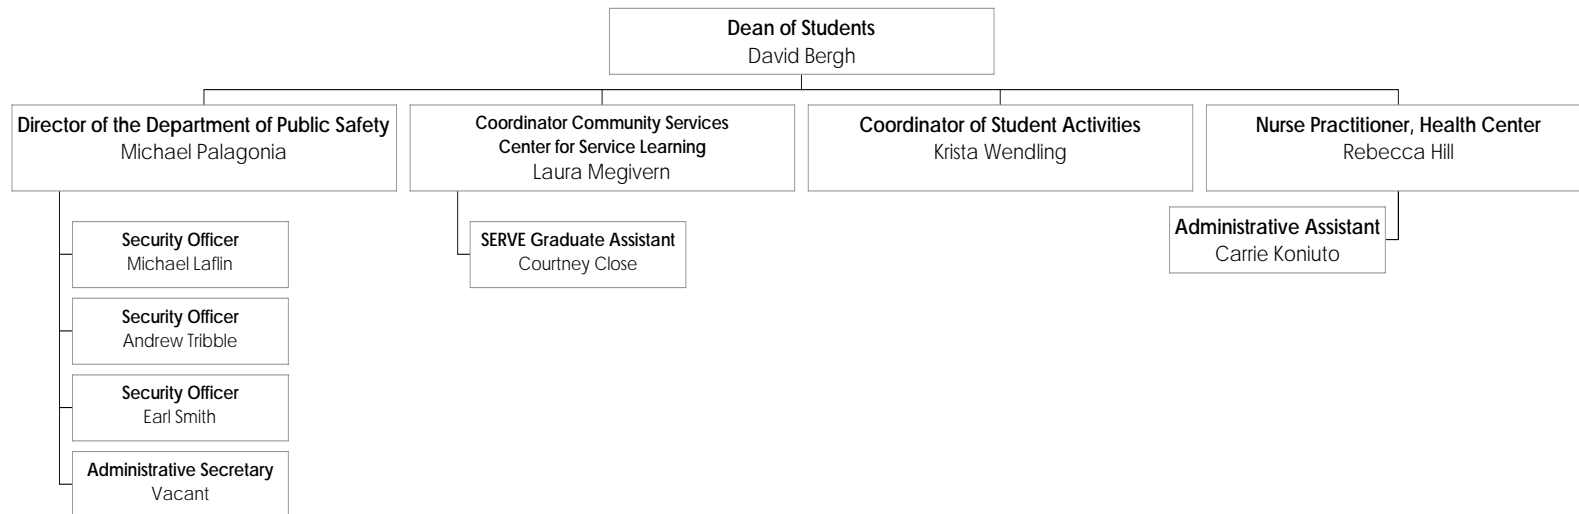 Dean of Students
David Bergh
Director of the Department of Public Safety
Michael Palagonia
Coordinator Community Services
Center for Service Learning
Laura Megivern
Coordinator of Student Activities
Krista Wendling
Nurse Practitioner, Health Center
Rebecca Hill
Security Officer
Michael Laflin
Security Officer
Andrew Tribble
Security Officer
Earl Smith
Administrative Secretary
Vacant
SERVE Graduate Assistant
Courtney Close
Administrative Assistant
Carrie Koniuto